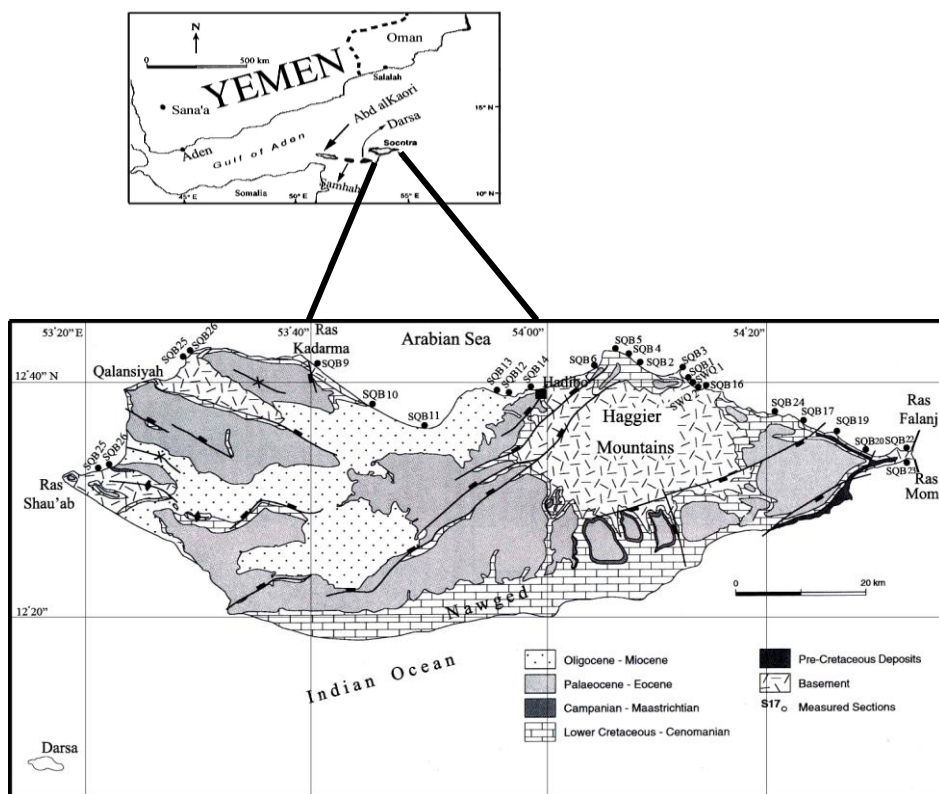 N
0 500 km
Oman
YEMEN
Salalah
Sana'a
15° N
Abd alKaori
Darsa
Aden
Gulf of Aden
Socotra
Samhah
Somalia
45° E
50° E
55° E
10° N
53°20" E
53°40"
54°00"
54°20"
Arabian Sea
Ras
Kadarma
SQB25
SQB26
SQB9
SQB5
SQB4
SQB2
SQB6
SQB3
SQB1
SWQ 1
SWQ 2
SQB16
SQB13
SQB12
SQB14
Hadibo
12°40" N
Qalansiyah
SQB10
SQB11
SQB24
SQB17
SQB19
SQB20
SQB22
SQB23
Ras
Falanj
Haggier
Mountains
SQB25
SQB26
Ras
Shau'ab
Ras
Mom
0 20 km
12°20" N
Nawged
Indian Ocean
Oligocene - Miocene
Palaeocene - Eocene
Campanian - Maastrichtian
Lower Cretaceous - Cenomanian
Pre-Cretaceous Deposits
Basement
S17 Measured Sections
Darsa